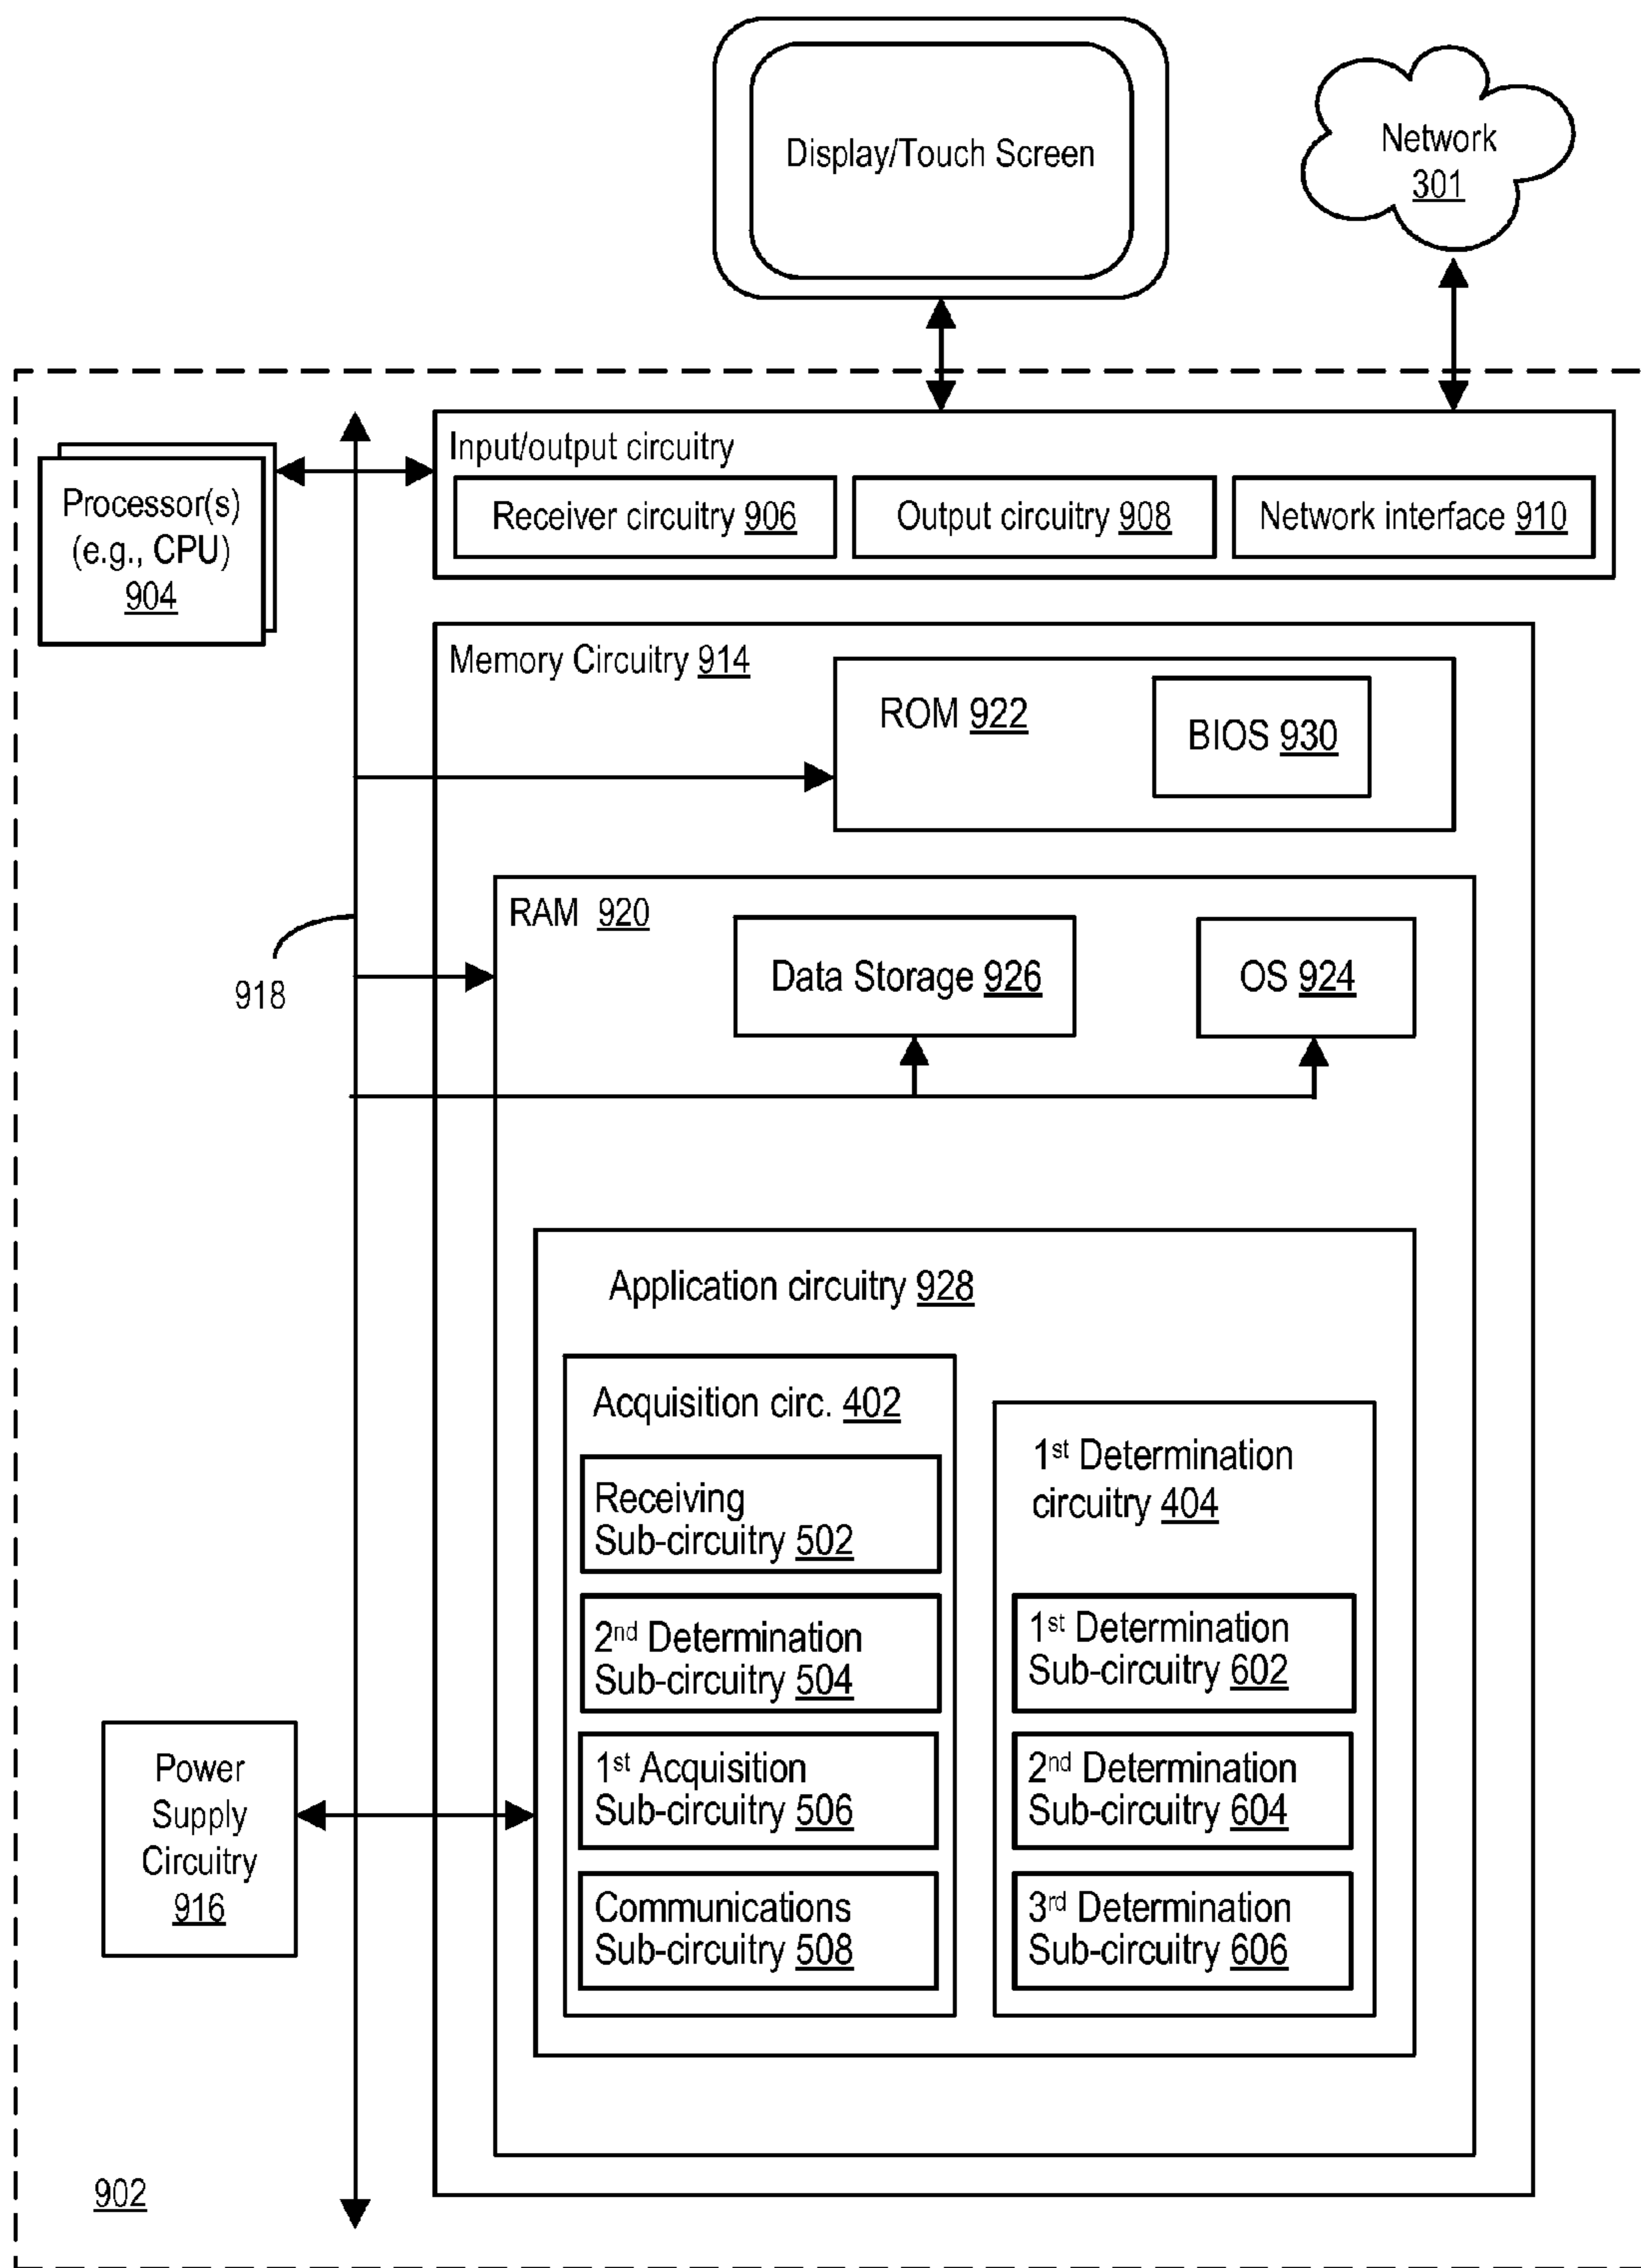 Display/Touch Screen
Network
301
Input/output circuitry
Receiver circuitry 906
Output circuitry 908
Network interface 910
Processor(s)
(e.g., CPU)
904
Memory Circuitry 914
ROM 922
BIOS 930
RAM 920
Data Storage 926
OS 924
918
Application circuitry 928
Acquisition circ. 402
Receiving
Sub-circuitry 502
2nd Determination
Sub-circuitry 504
1st Acquisition
Sub-circuitry 506
Communications
Sub-circuitry 508
1st Determination
circuitry 404
1st Determination
Sub-circuitry 602
2nd Determination
Sub-circuitry 604
3rd Determination
Sub-circuitry 606
Power
Supply
Circuitry
916
902